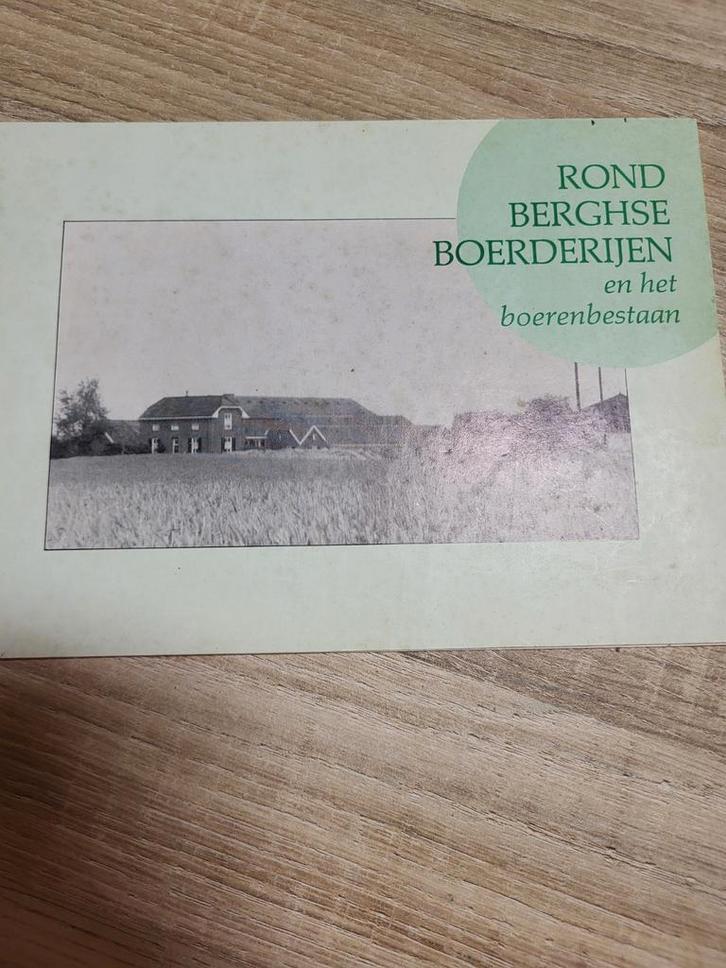 ROND
BERGHSE
BOERDERIJEN
en het
boerenbestaan